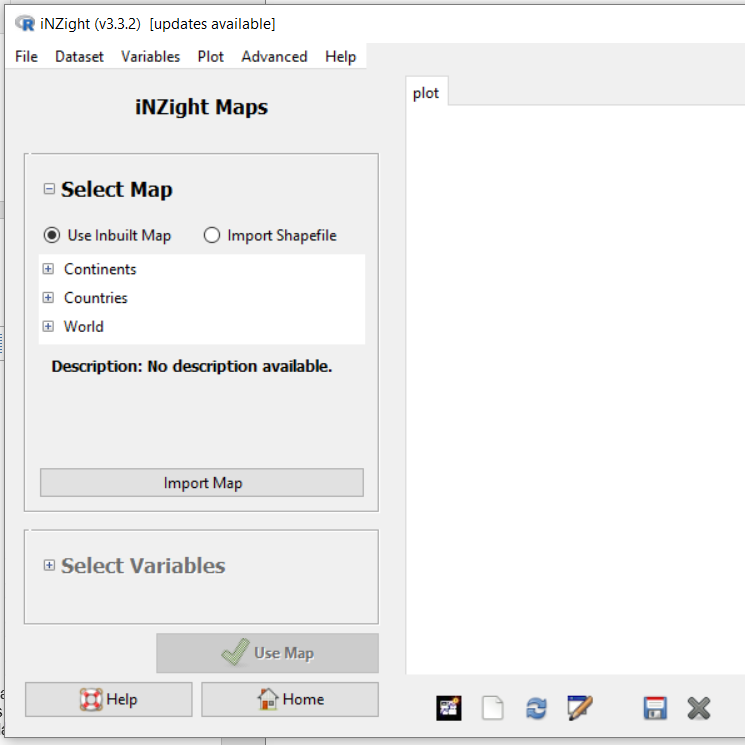 iNZight (v3.3.2) [updates available]
File Dataset Variables Plot Advanced Help
iNZight Maps
plot
Select Map
Use Inbuilt Map Import Shapefile
Continents
Countries
World
Description: No description available.
Import Map
Select Variables
Use Map
Help Home